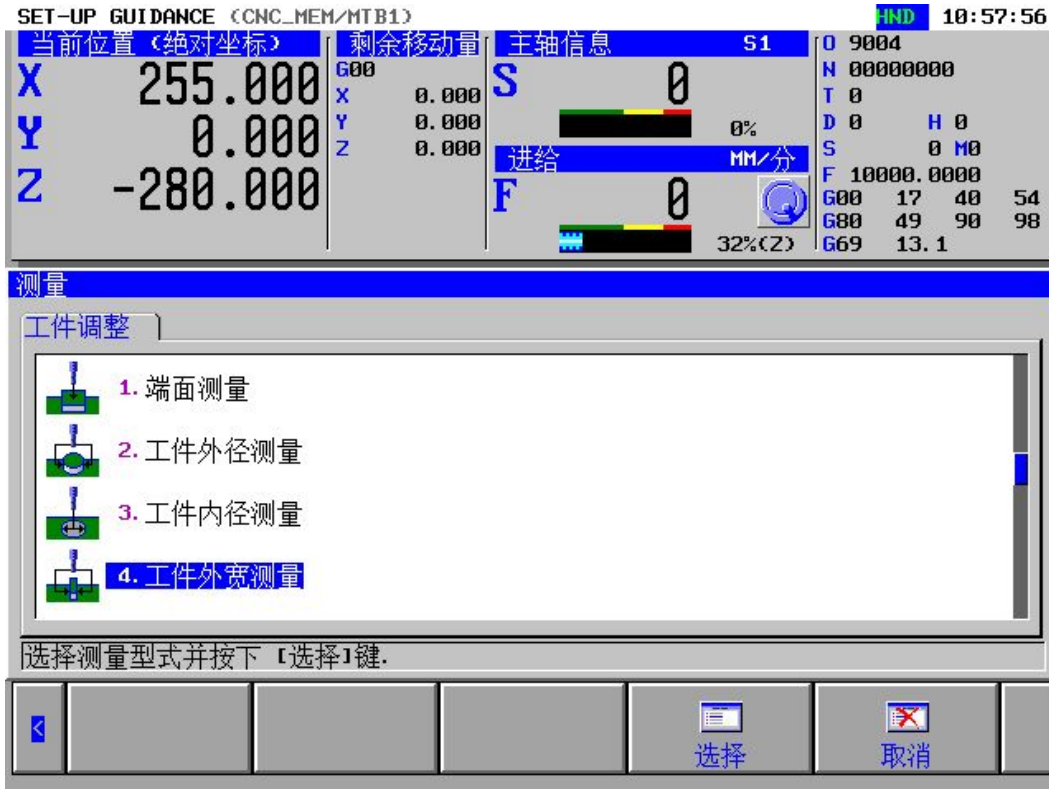 SET-UP GUIDANCE (CNC_MEM/MTB1) HND 10:57:56
当前位置 (绝对坐标) 剩余移动量 主轴信息 S1 O 9004
X 255.000 G00 S 0 N 00000000
X 0.000 T 0
Y 0.000 Y 0.000 0% D 0 H 0
Z 0.000 进给 MM/分 S 0 M0
Z -280.000 F 0 F 10000.0000
G00 17 40 54
G80 49 90 98
32%(Z) G69 13.1
测量
工件调整
1. 端面测量
2. 工件外径测量
3. 工件内径测量
4. 工件外宽测量
选择测量型式并按下 [选择]键.
< 选择 取消